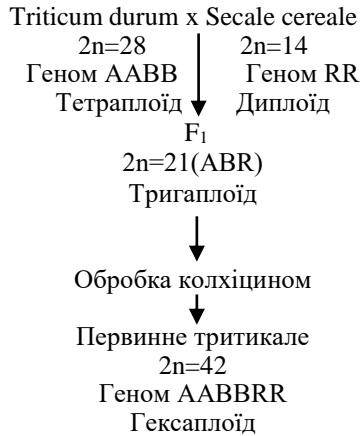 Triticum durum x Secale cereale
2n=28 2n=14
Геном AABB Геном RR
Тетраплоїд Диплоїд
F₁
2n=21(ABR)
Тригаплоїд
Обробка колхіцином
Первинне тритикале
2n=42
Геном AABBRR
Гексаплоїд